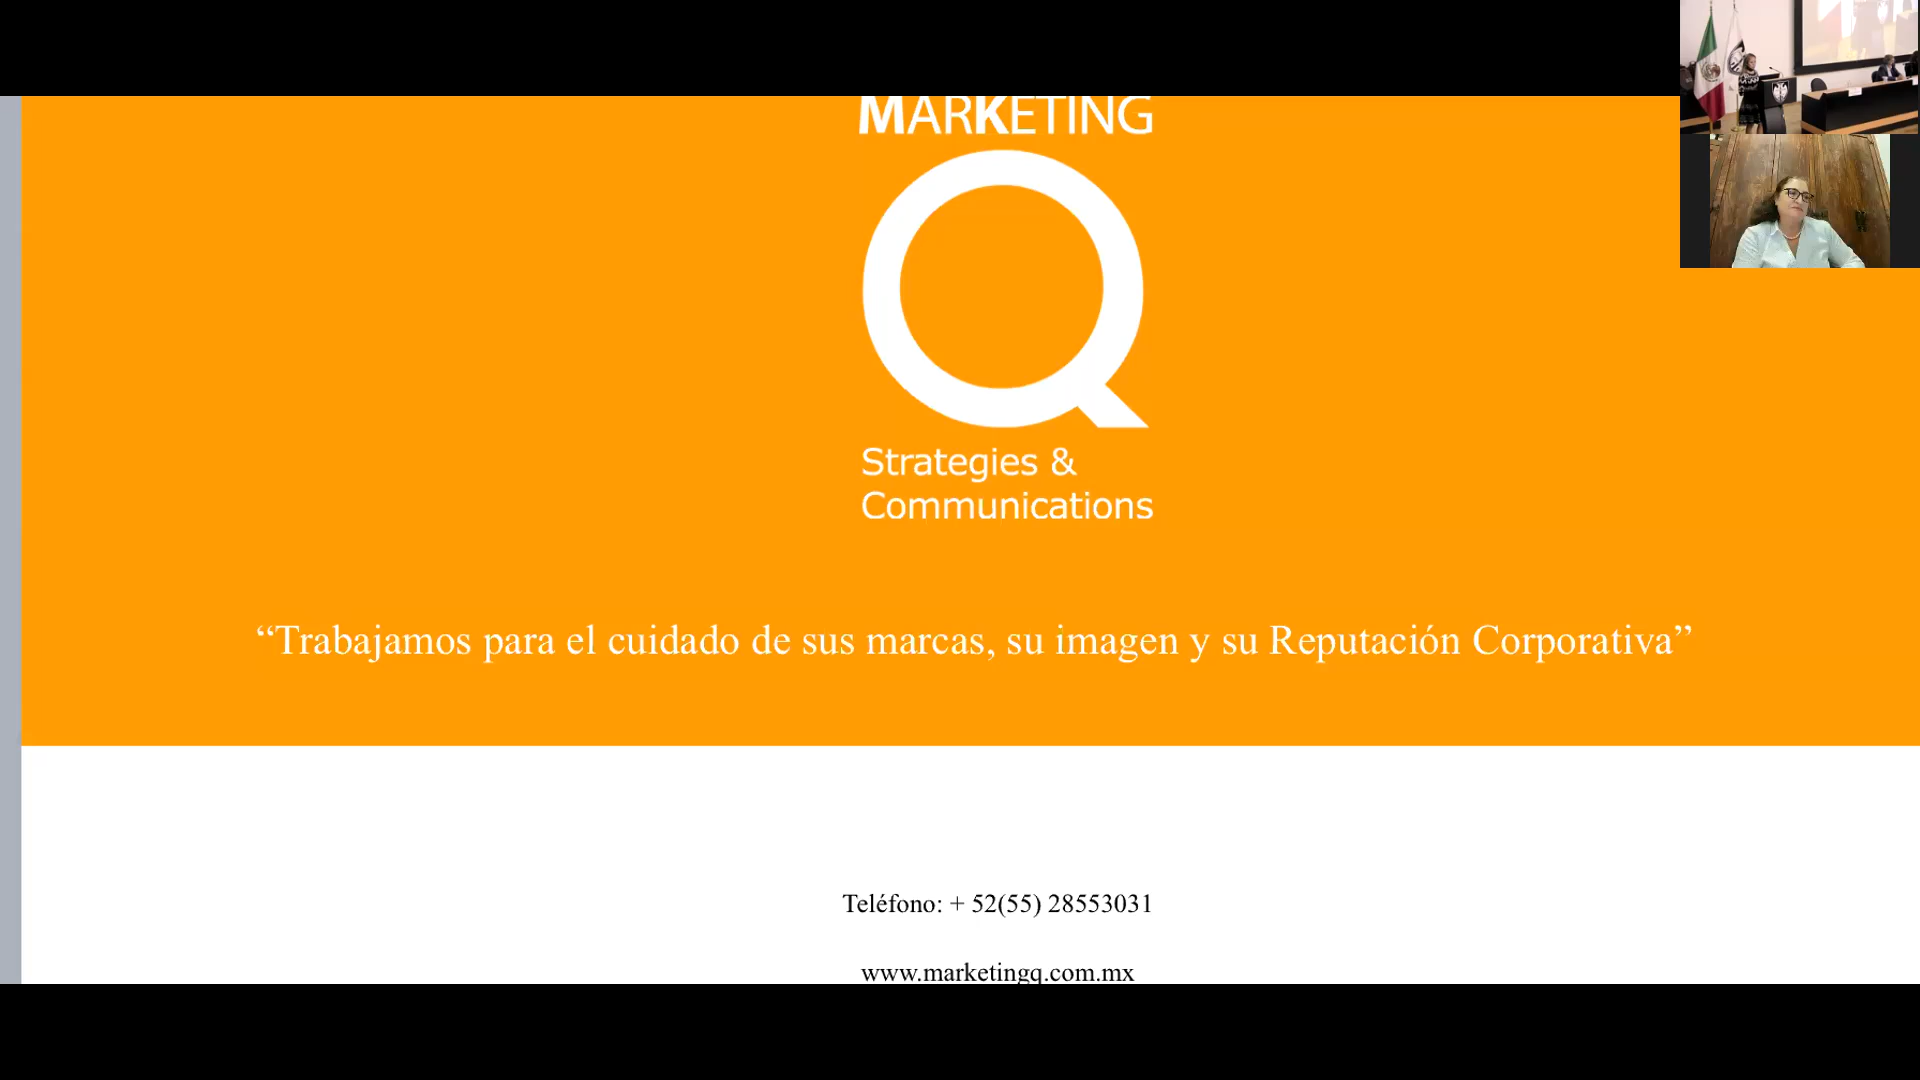 MARKETING
Q
Strategies &
Communications
“Trabajamos para el cuidado de sus marcas, su imagen y su Reputación Corporativa”
Teléfono: + 52(55) 28553031
www.marketingq.com.mx